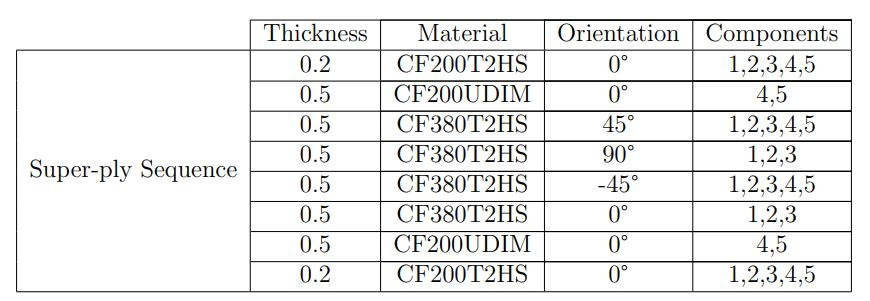 Thickness Material Orientation Components
0.2 CF200T2HS 0° 1,2,3,4,5
0.5 CF200UDIM 0° 4,5
0.5 CF380T2HS 45° 1,2,3,4,5
0.5 CF380T2HS 90° 1,2,3
Super-ply Sequence
0.5 CF380T2HS -45° 1,2,3,4,5
0.5 CF380T2HS 0° 1,2,3
0.5 CF200UDIM 0° 4,5
0.2 CF200T2HS 0° 1,2,3,4,5